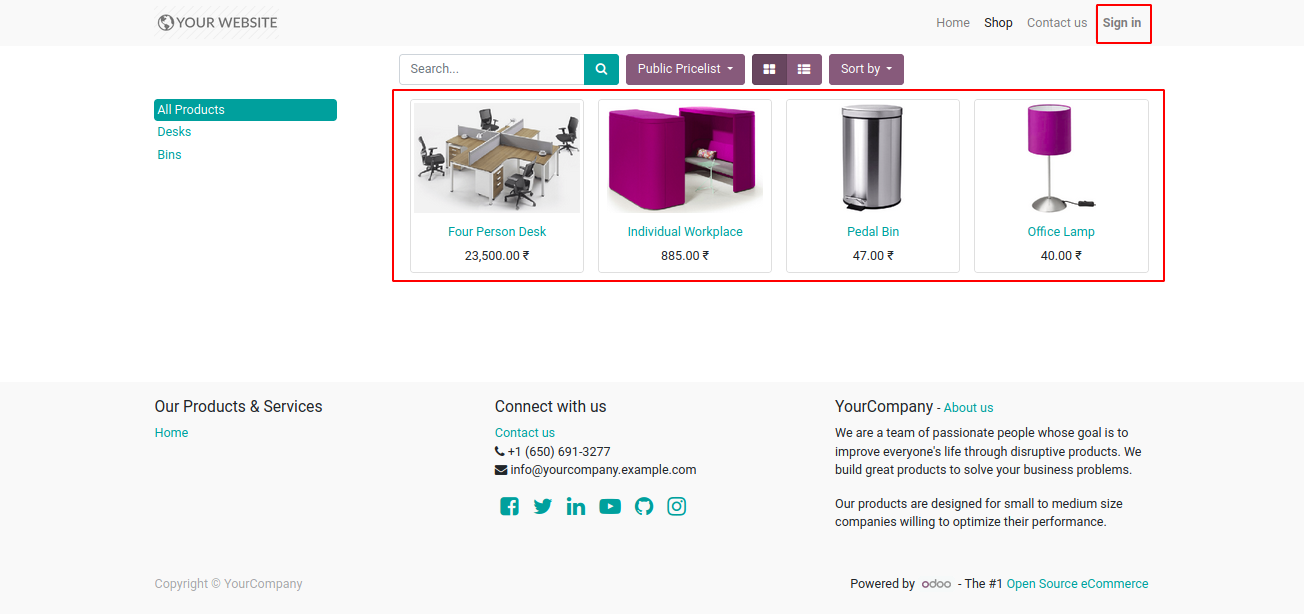 YOUR WEBSITE
Home Shop Contact us Sign in
Search... Public Pricelist Sort by
All Products
Desks
Bins
Four Person Desk Individual Workplace Pedal Bin Office Lamp
23,500.00 ₹ 885.00 ₹ 47.00 ₹ 40.00 ₹
Our Products & Services
Home
Connect with us
Contact us
+1 (650) 691-3277
info@yourcompany.example.com
YourCompany - About us
We are a team of passionate people whose goal is to
improve everyone's life through disruptive products. We
build great products to solve your business problems.
Our products are designed for small to medium size
companies willing to optimize their performance.
Copyright © YourCompany
Powered by odoo - The #1 Open Source eCommerce